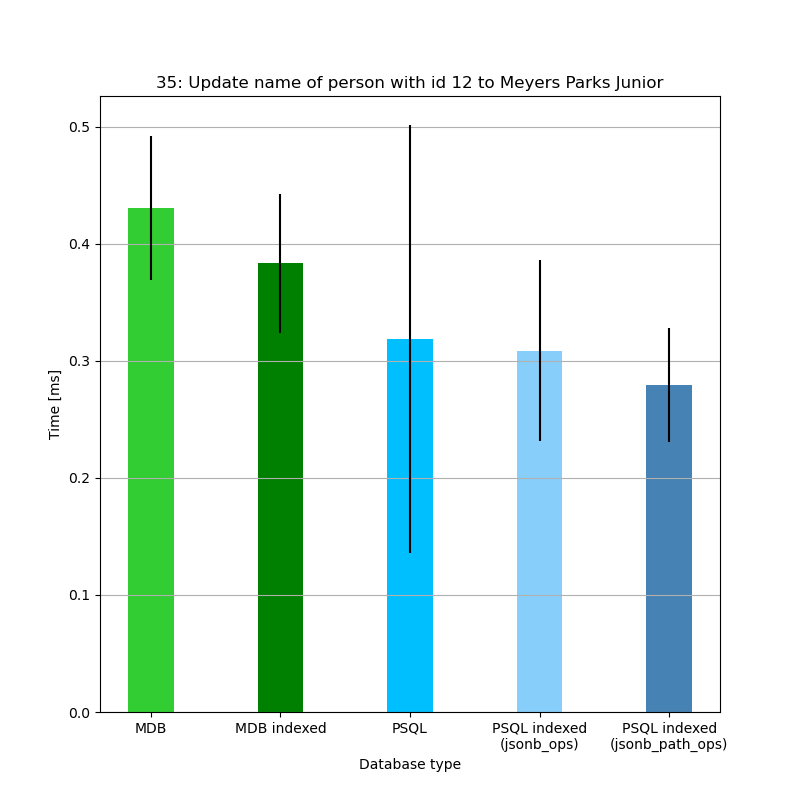 35: Update name of person with id 12 to Meyers Parks Junior
0.5
0.4
0.3
0.2
0.1
0.0
Time [ms]
MDB
MDB indexed
PSQL
PSQL indexed
(jsonb_ops)
PSQL indexed
(jsonb_path_ops)
Database type